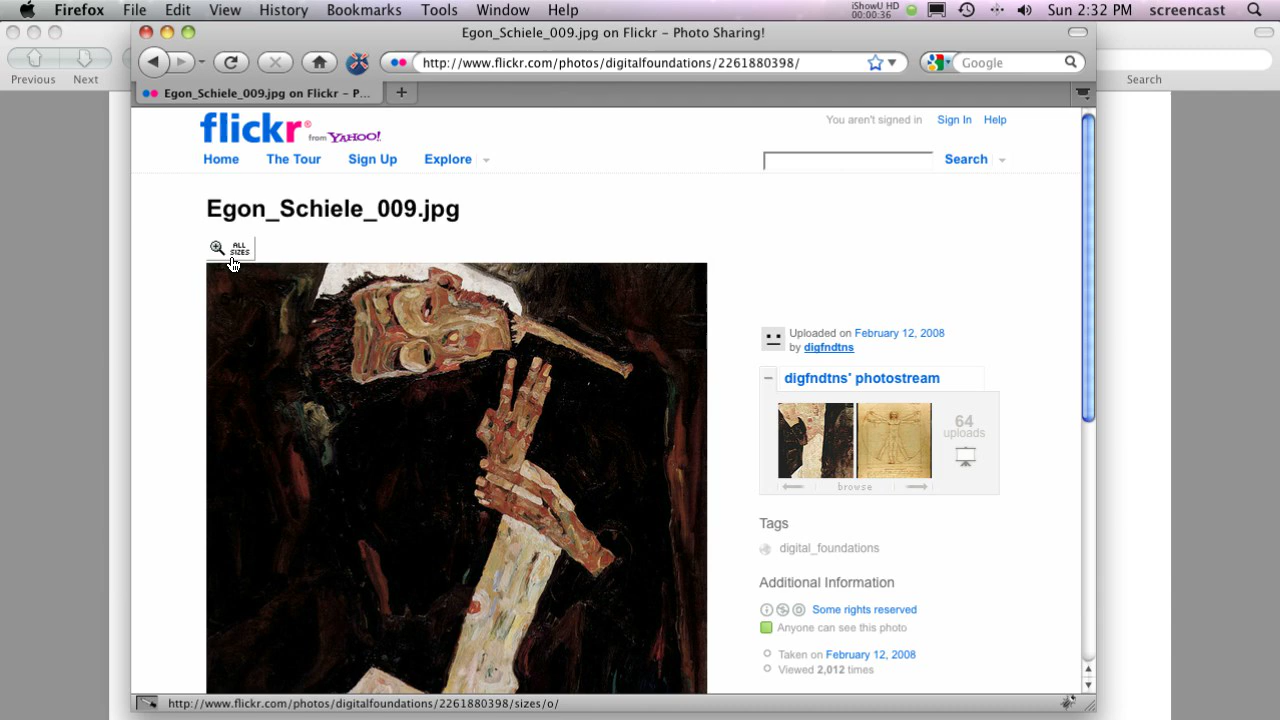 Firefox File Edit View History Bookmarks Tools Window Help
iShowU HD
00:00:36
Sun 2:32 PM screencast
Egon_Schiele_009.jpg on Flickr – Photo Sharing!
Previous Next
http://www.flickr.com/photos/digitalfoundations/2261880398/
Google
Search
Egon_Schiele_009.jpg on Flickr – P...
flickr from YAHOO!
You aren't signed in Sign In Help
Home The Tour Sign Up Explore
Search
Egon_Schiele_009.jpg
ALL
SIZES
Uploaded on February 12, 2008
by digfndtns
digfndtns' photostream
64
uploads
browse
Tags
digital_foundations
Additional Information
Some rights reserved
Anyone can see this photo
Taken on February 12, 2008
Viewed 2,012 times
http://www.flickr.com/photos/digitalfoundations/2261880398/sizes/o/